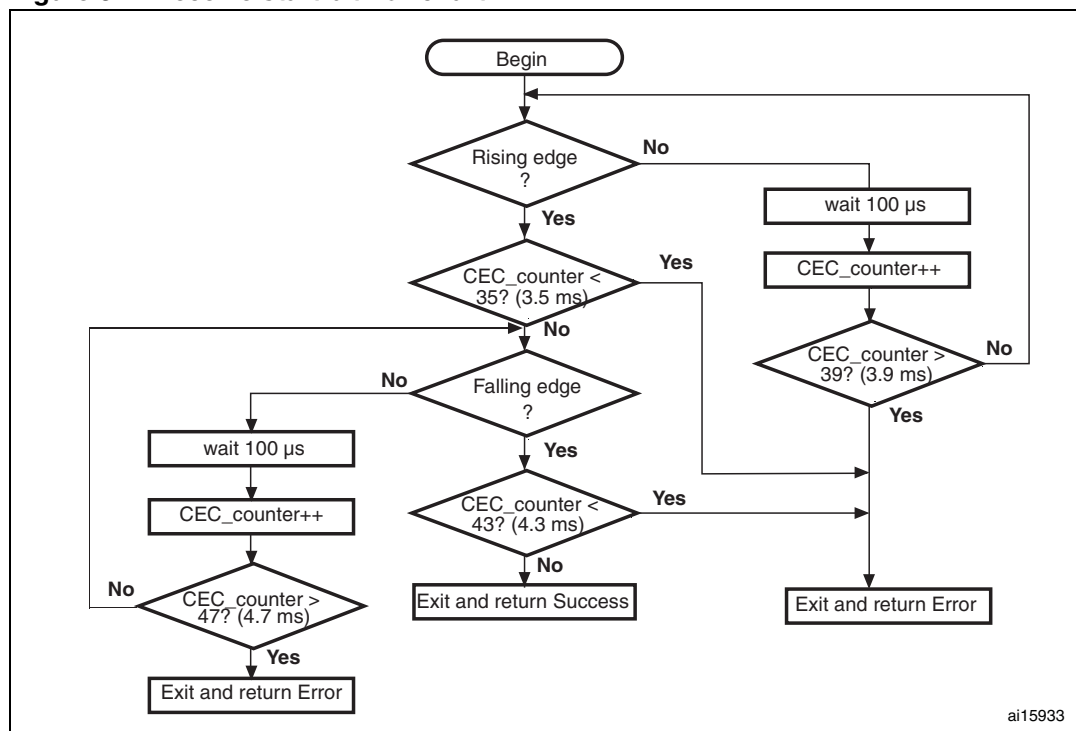 Begin
Rising edge
?
No
Yes
wait 100 µs
CEC_counter <
35? (3.5 ms)
Yes
CEC_counter++
No
CEC_counter >
39? (3.9 ms)
No
Yes
No
Falling edge
?
wait 100 µs
Yes
CEC_counter++
CEC_counter <
43? (4.3 ms)
Yes
No
No
CEC_counter >
47? (4.7 ms)
Exit and return Success
Exit and return Error
Yes
Exit and return Error
ai15933